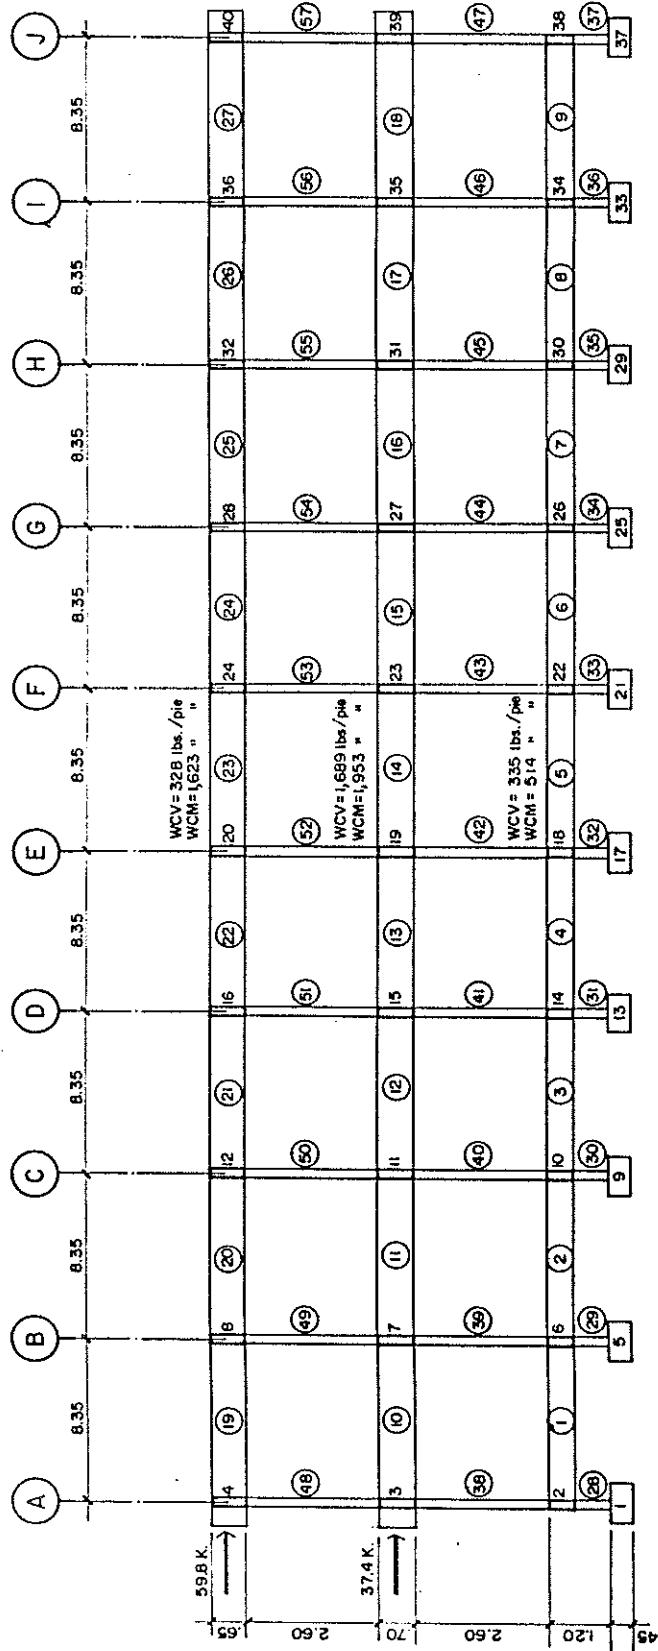 A B C D E F G H I J
8.35 8.35 8.35 8.35 8.35 8.35 8.35 8.35 8.35
WCV = 328 lbs./pie
WCM = 1,623 " "
59.8 K.
.65
4 19 8 20 12 21 16 22 20 23 24 24 28 25 32 26 36 27 40
2.60
48 49 50 51 52 53 54 55 56 57
WCV = 1,689 lbs/pie
WCM = 1,953 " "
37.4 K.
.70
3 10 7 11 11 12 15 13 19 14 23 15 27 16 31 17 35 18 39
2.60
38 39 40 41 42 43 44 45 46 47
WCV = 335 lbs./pie
WCM = 514 " "
2 1 6 2 10 3 14 4 18 5 22 6 26 7 30 8 34 9 38
1.20
28 29 30 31 32 33 34 35 36 37
.45
1 5 9 13 17 21 25 29 33 37